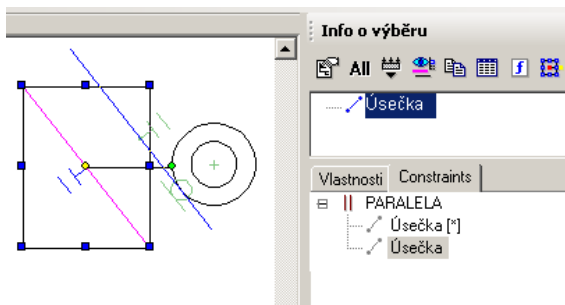 Info o výběru
All
f
Úsečka
Vlastnosti
Constraints
PARALELA
Úsečka [*]
Úsečka